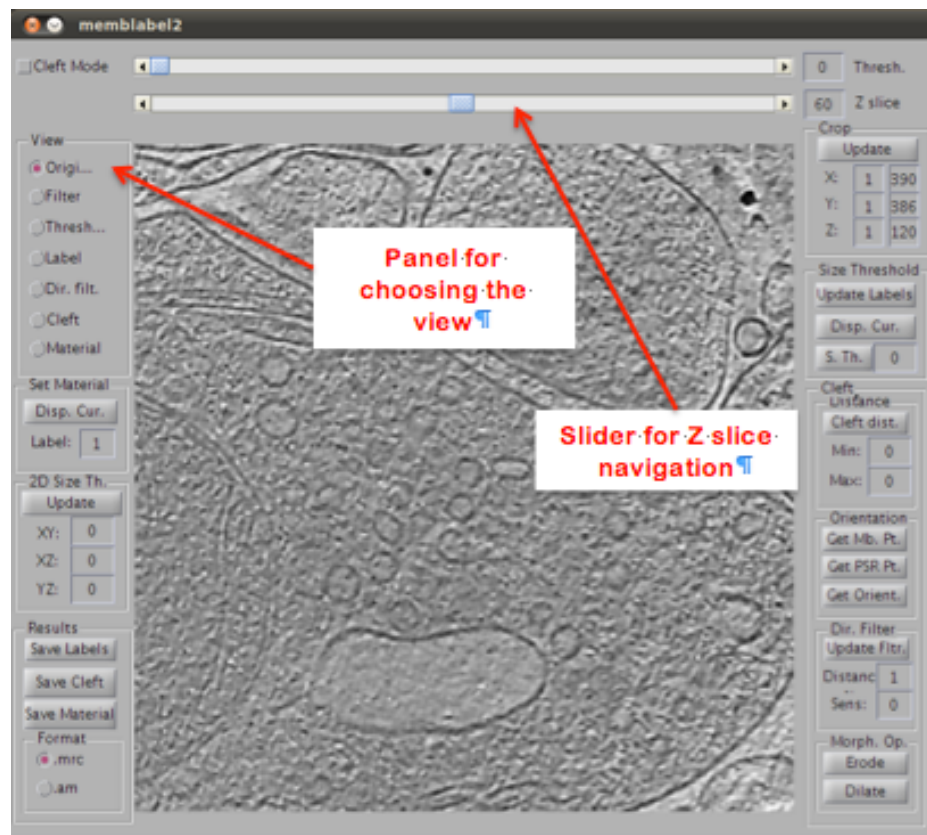 memblabel2
Cleft Mode
0 Thresh.
60 Z slice
View
Origi...
Filter
Thresh...
Label
Dir. filt.
Cleft
Material
Set Material
Disp. Cur.
Label: 1
2D Size Th.
Update
XY: 0
XZ: 0
YZ: 0
Results
Save Labels
Save Cleft
Save Material
Format
.mrc
.am
Panel·for·
choosing·the·
view¶
Slider·for·Z·slice·
navigation¶
Crop
Update
X: 1 390
Y: 1 386
Z: 1 120
Size Threshold
Update Labels
Disp. Cur.
S. Th. 0
Cleft
Distance
Cleft dist.
Min: 0
Max: 0
Orientation
Get Mb. Pt.
Get PSR Pt.
Get Orient.
Dir. Filter
Update Fltr.
Distanc 1
Sens: 0
Morph. Op.
Erode
Dilate